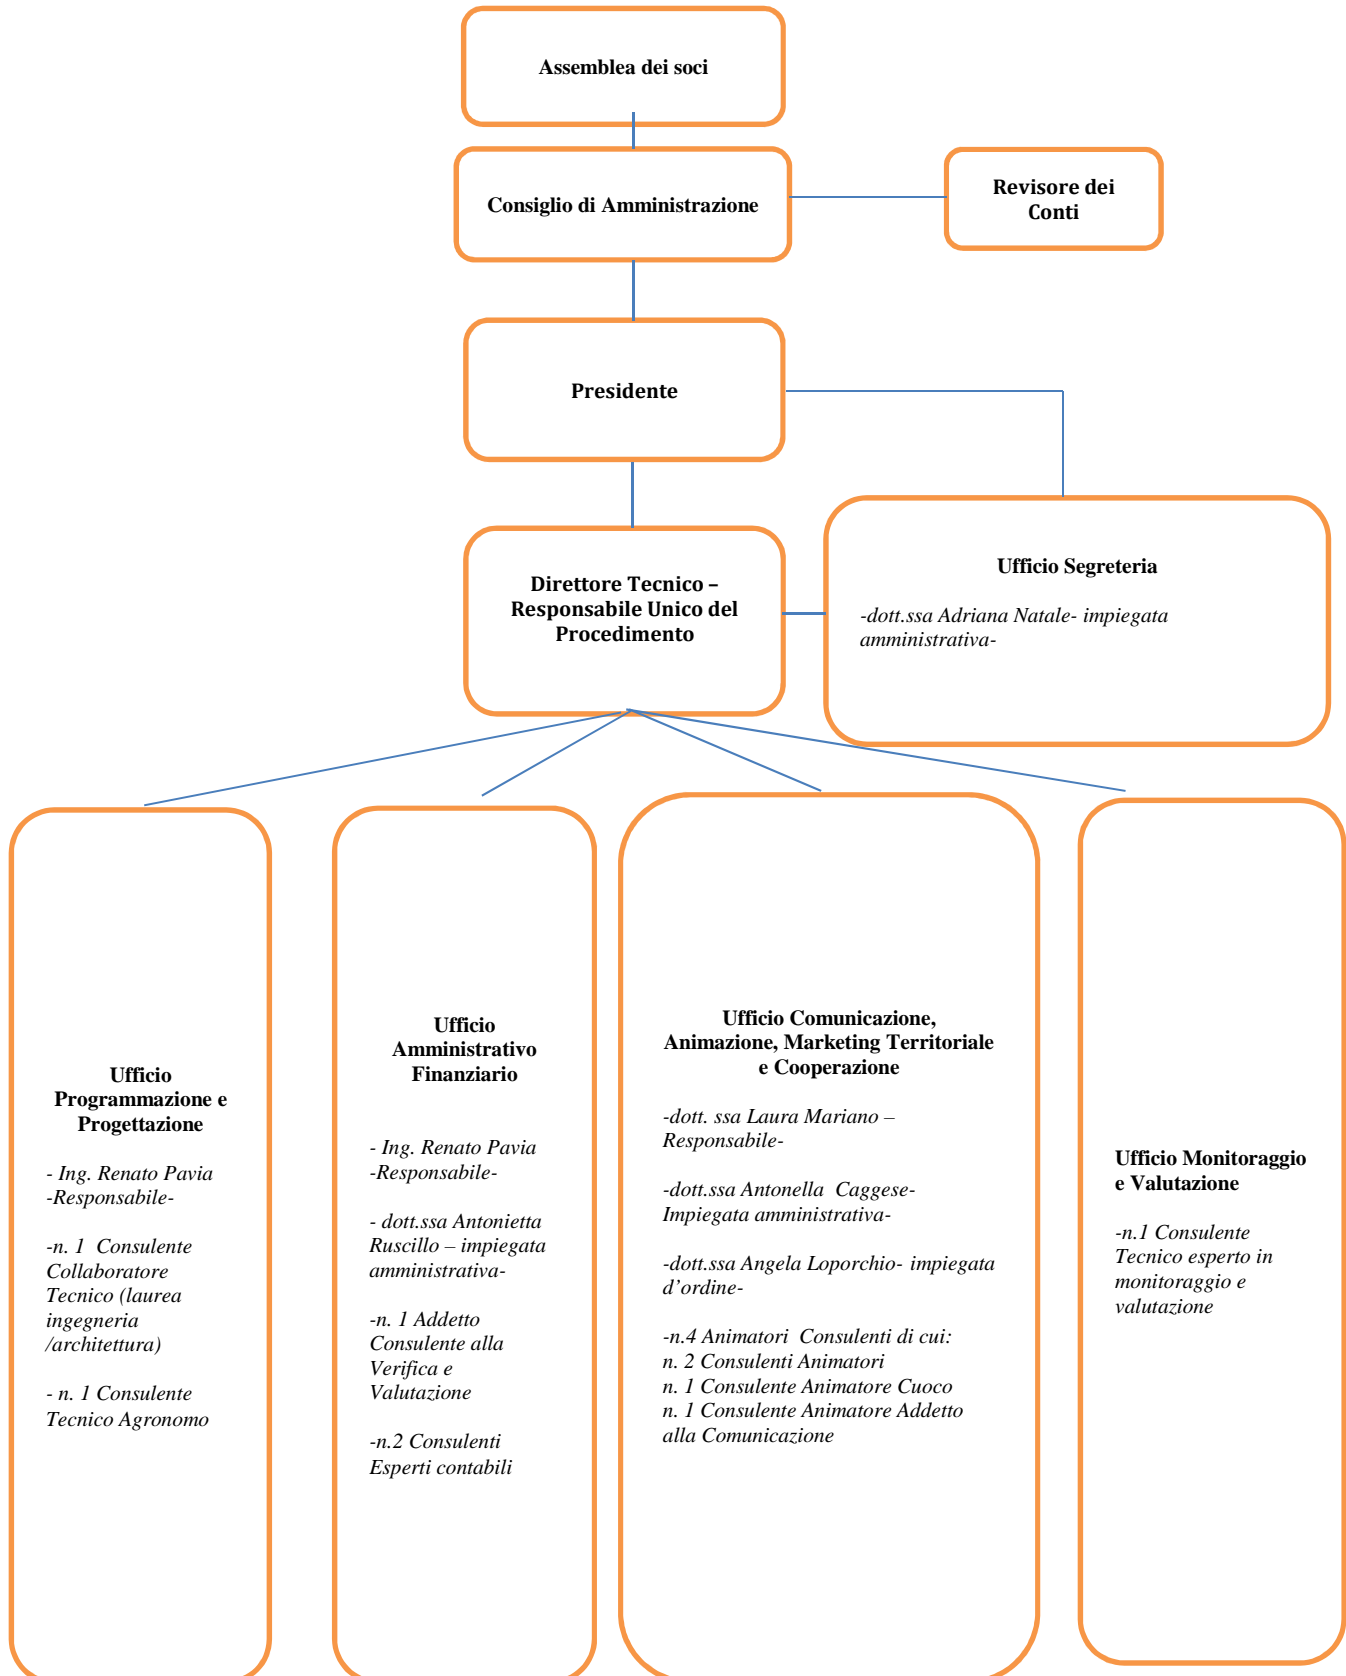 Assemblea dei soci
Consiglio di Amministrazione
Revisore dei
Conti
Presidente
Direttore Tecnico –
Responsabile Unico del
Procedimento
Ufficio Segreteria
-dott.ssa Adriana Natale- impiegata
amministrativa-
Ufficio
Programmazione e
Progettazione
- Ing. Renato Pavia
-Responsabile-
-n. 1  Consulente
Collaboratore
Tecnico (laurea
ingegneria
/architettura)
- n. 1 Consulente
Tecnico Agronomo
Ufficio
Amministrativo
Finanziario
- Ing. Renato Pavia
-Responsabile-
- dott.ssa Antonietta
Ruscillo – impiegata
amministrativa-
-n. 1 Addetto
Consulente alla
Verifica e
Valutazione
-n.2 Consulenti
Esperti contabili
Ufficio Comunicazione,
Animazione, Marketing Territoriale
e Cooperazione
-dott. ssa Laura Mariano –
Responsabile-
-dott.ssa Antonella  Caggese-
Impiegata amministrativa-
-dott.ssa Angela Loporchio- impiegata
d’ordine-
-n.4 Animatori  Consulenti di cui:
n. 2 Consulenti Animatori
n. 1 Consulente Animatore Cuoco
n. 1 Consulente Animatore Addetto
alla Comunicazione
Ufficio Monitoraggio
e Valutazione
-n.1 Consulente
Tecnico esperto in
monitoraggio e
valutazione